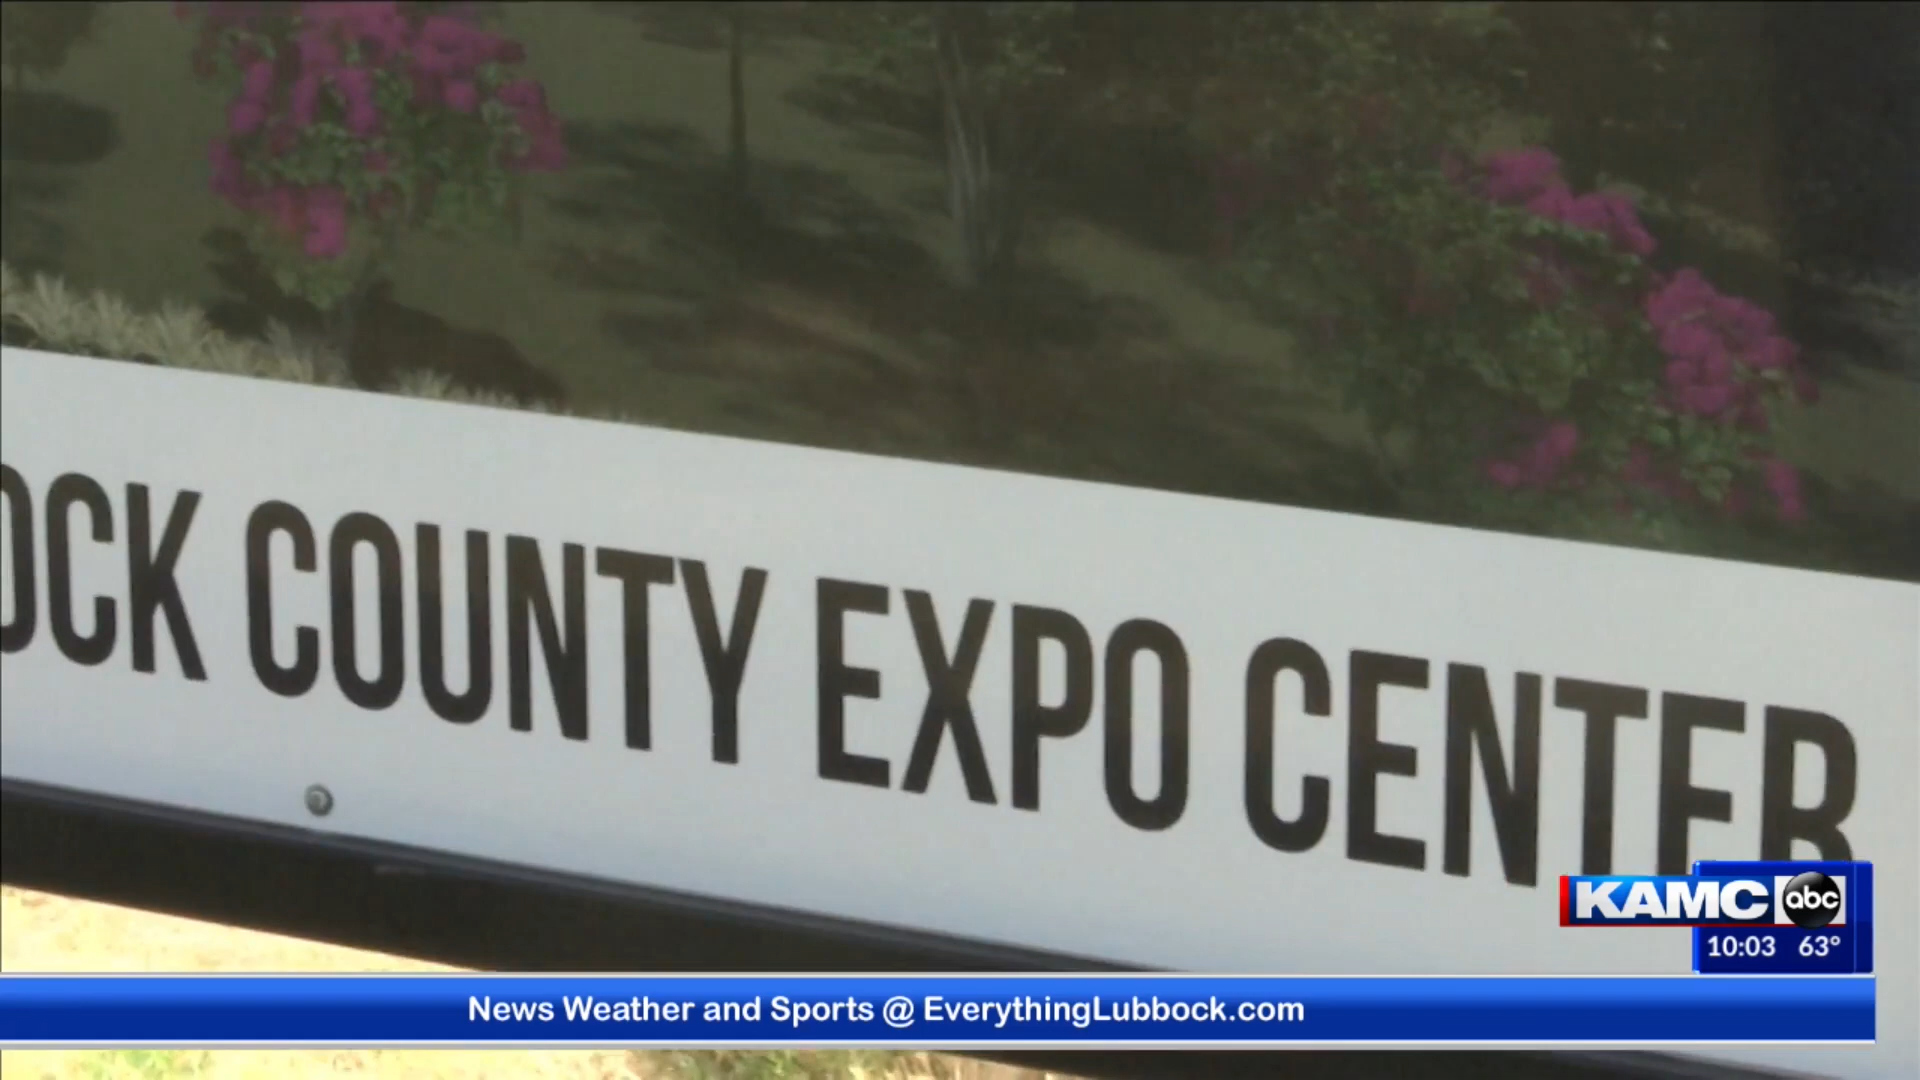 OCK COUNTY EXPO CENTER
KAMC abc
10:03 63°
News Weather and Sports @ EverythingLubbock.com